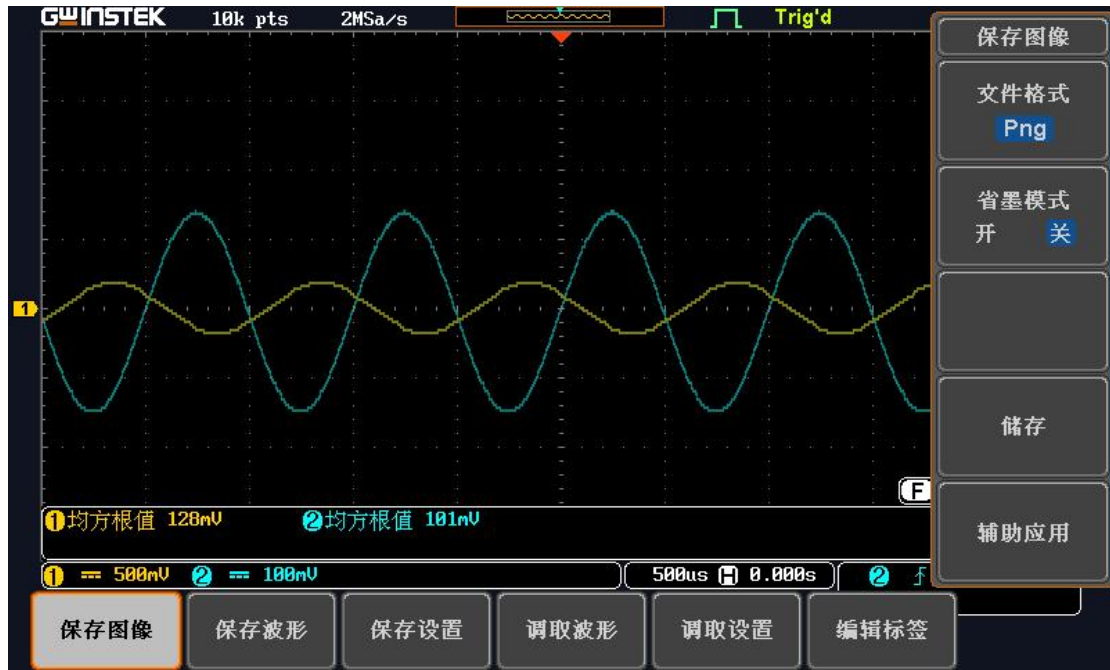 GWINSTEK 10k pts 2MSa/s Trig'd
保存图像
文件格式
Png
省墨模式
开 关
储存
辅助应用
1
F
1 均方根值 128mV 2 均方根值 101mV
1 500mV 2 100mV 500us H 0.000s 2
保存图像 保存波形 保存设置 调取波形 调取设置 编辑标签